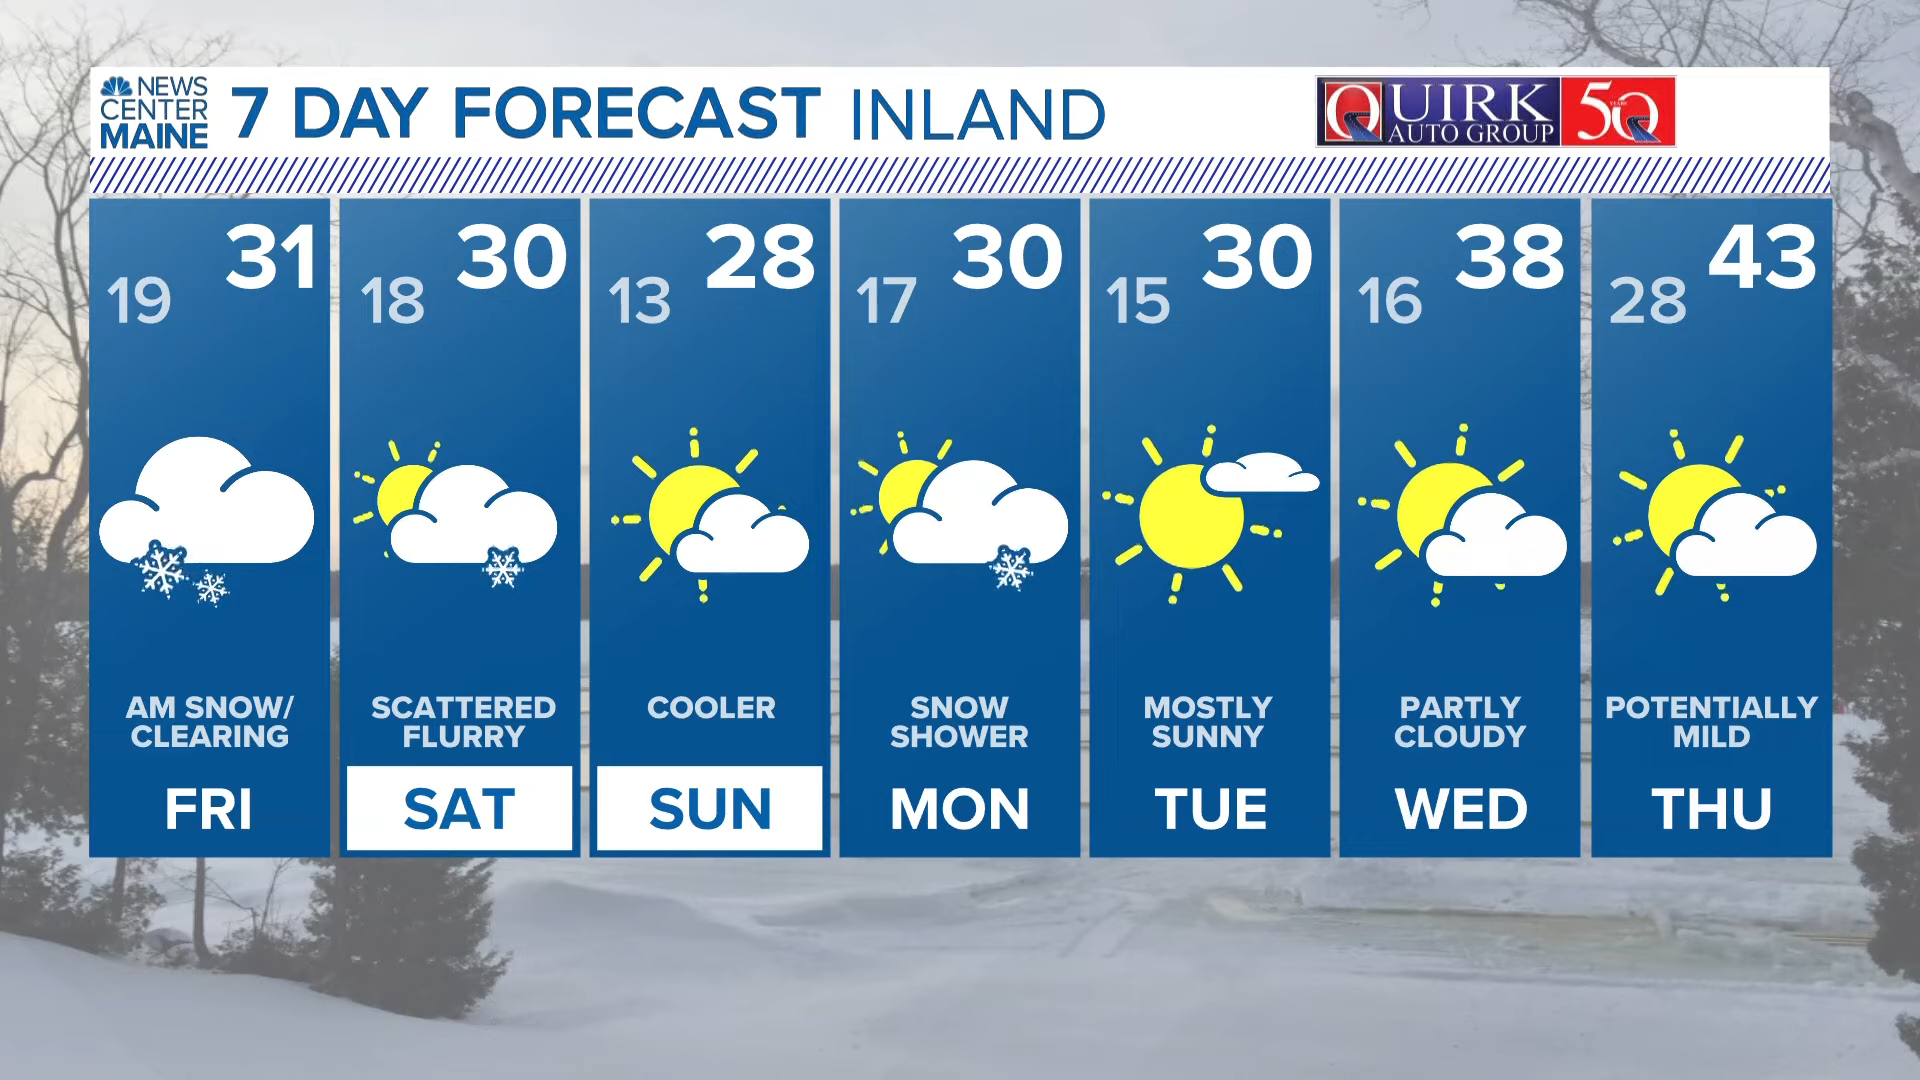 NEWS
CENTER
MAINE
7 DAY FORECAST INLAND
QUIRK
AUTO GROUP
50
YEARS
19 31
18 30
13 28
17 30
15 30
16 38
28 43
AM SNOW/
CLEARING
SCATTERED
FLURRY
COOLER
SNOW
SHOWER
MOSTLY
SUNNY
PARTLY
CLOUDY
POTENTIALLY
MILD
FRI
SAT
SUN
MON
TUE
WED
THU